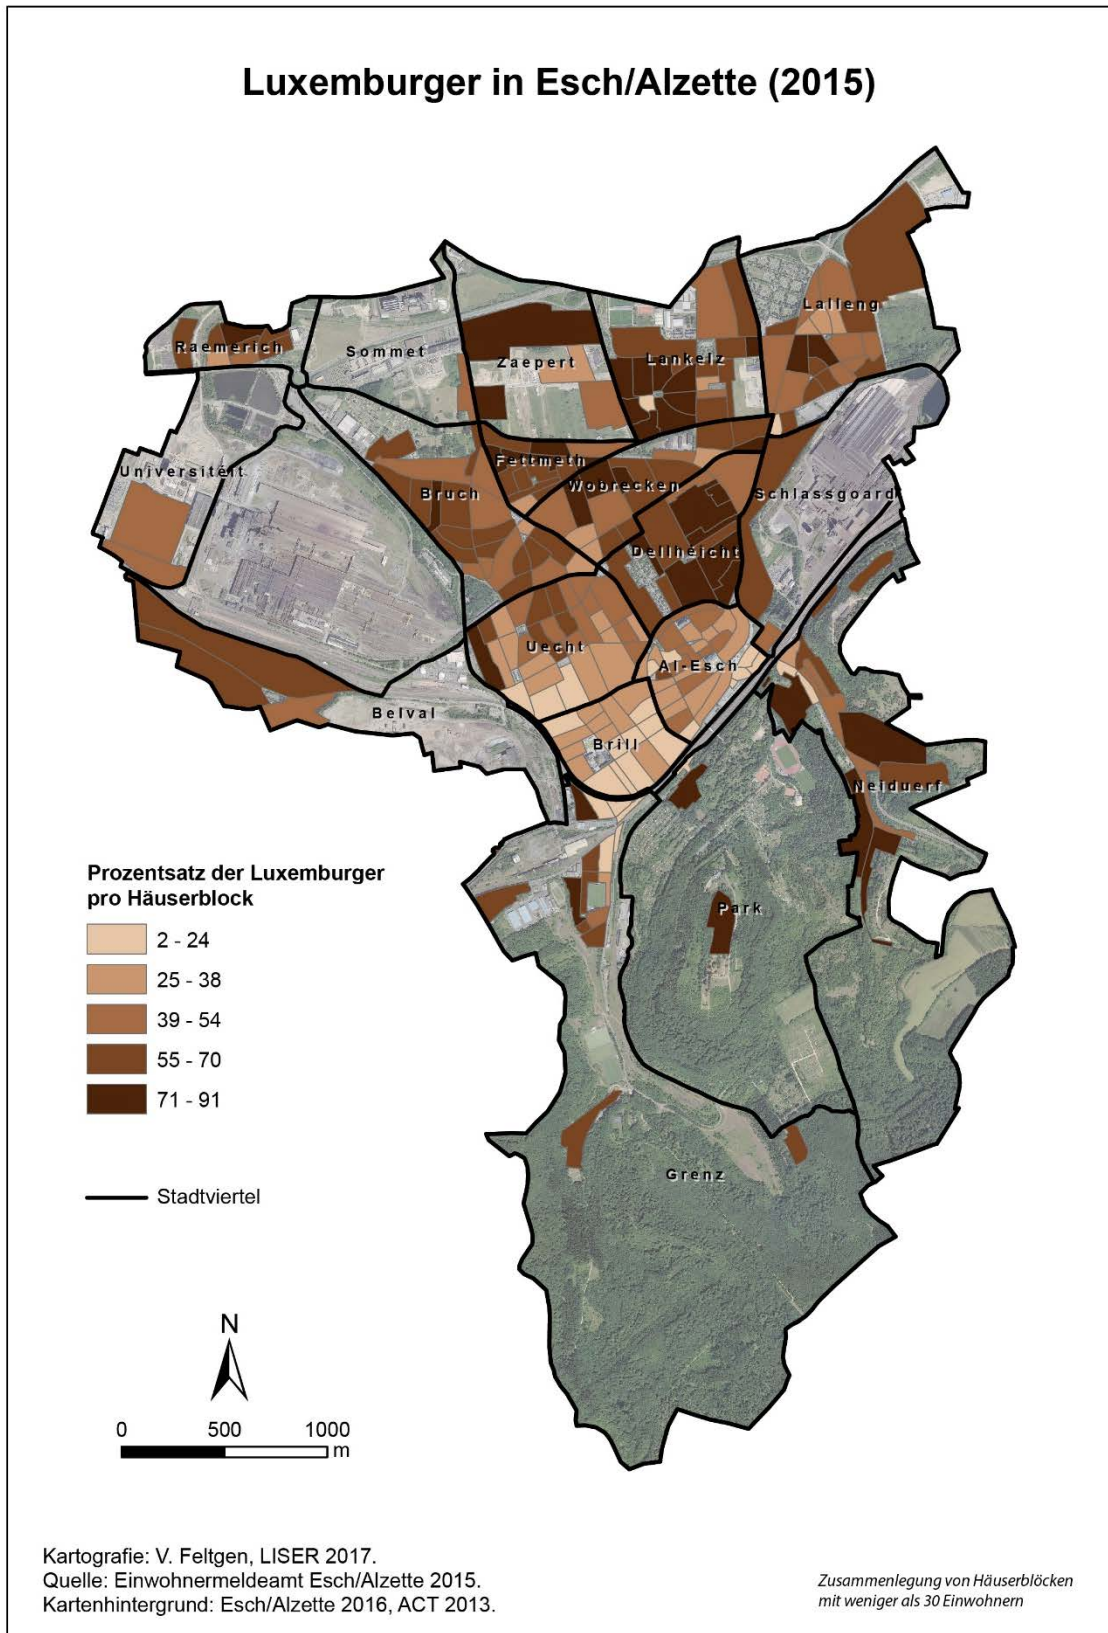 Luxemburger in Esch/Alzette (2015)
Lalleng
Raemerich
Sommet
Zaepert
Lankelz
Universitéit
Fettmeth
Wobrecken
Bruch
Schlassgoard
Dellhéicht
Uecht
Al-Esch
Belval
Brill
Neiduerf
Park
Grenz
Prozentsatz der Luxemburger
pro Häuserblock
2 - 24
25 - 38
39 - 54
55 - 70
71 - 91
Stadtviertel
N
0 500 1000
m
Kartografie: V. Feltgen, LISER 2017.
Quelle: Einwohnermeldeamt Esch/Alzette 2015.
Kartenhintergrund: Esch/Alzette 2016, ACT 2013.
Zusammenlegung von Häuserblöcken
mit weniger als 30 Einwohnern